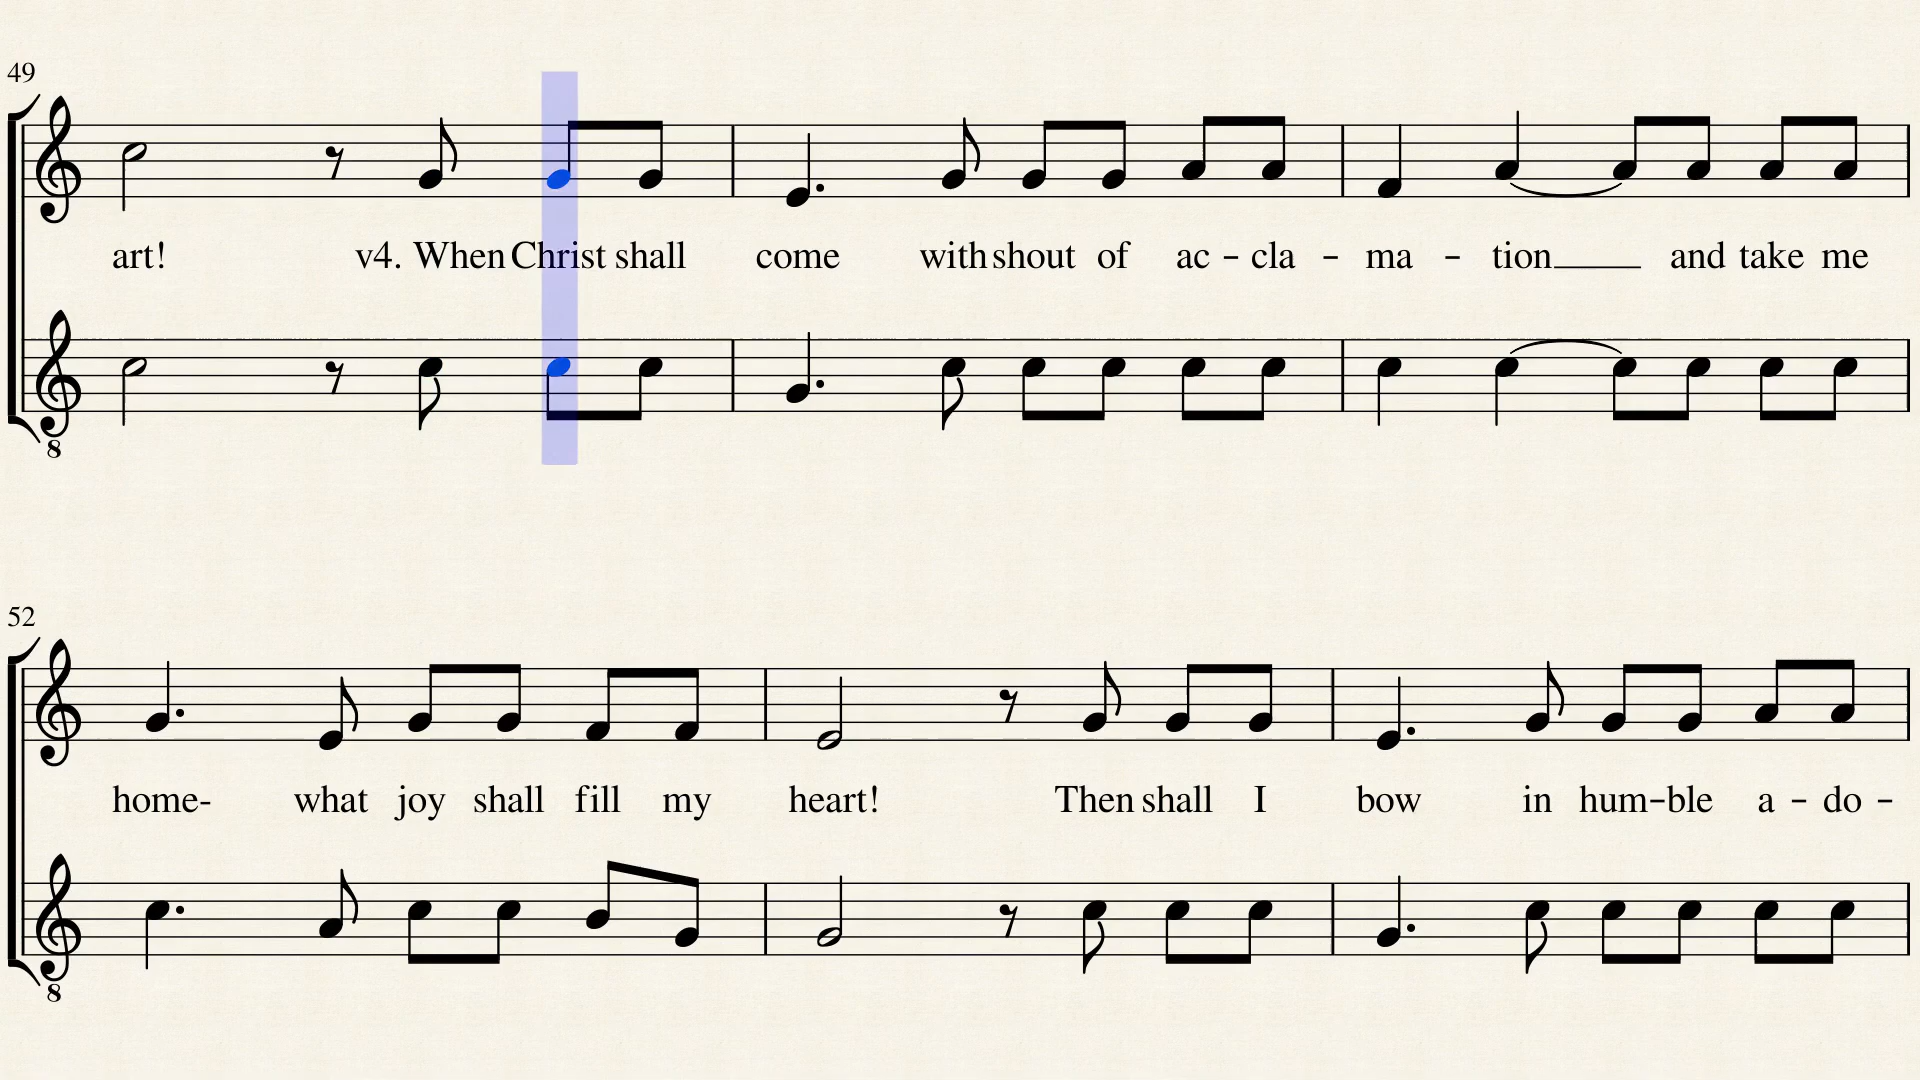 49
art! v4. When Christ shall come with shout of ac - cla - ma - tion and take me
8
52
home- what joy shall fill my heart! Then shall I bow in hum-ble a - do -
8